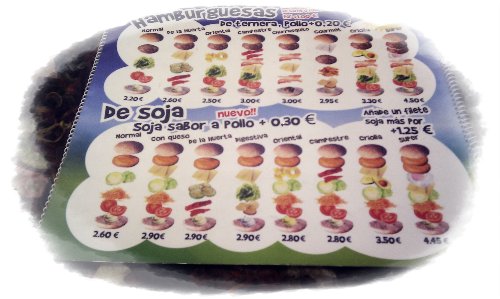 Hamburguesas
De ternera, Pollo + 0,20 €
Normal De la Huerta Oriental Campestre Charrusquito Gourmet Criolla
2.20 € 2.60 € 2.50 € 3.00 € 3.00 € 2.95 € 3.30 € 4.50 €
De Soja
nuevo!!
Soja sabor a Pollo + 0.30 €
Añade un filete
Soja más por
+1.25 €
Normal Con queso De la Huerta Digestiva Oriental Campestre Criolla Super
2.60 € 2.90 € 2.90 € 2.90 € 2.80 € 2.80 € 3.50 € 4.45 €